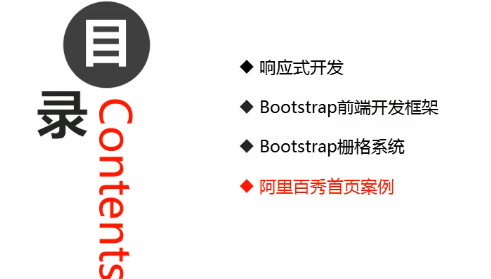 目录
Contents
◆ 响应式开发
◆ Bootstrap前端开发框架
◆ Bootstrap栅格系统
◆ 阿里百秀首页案例